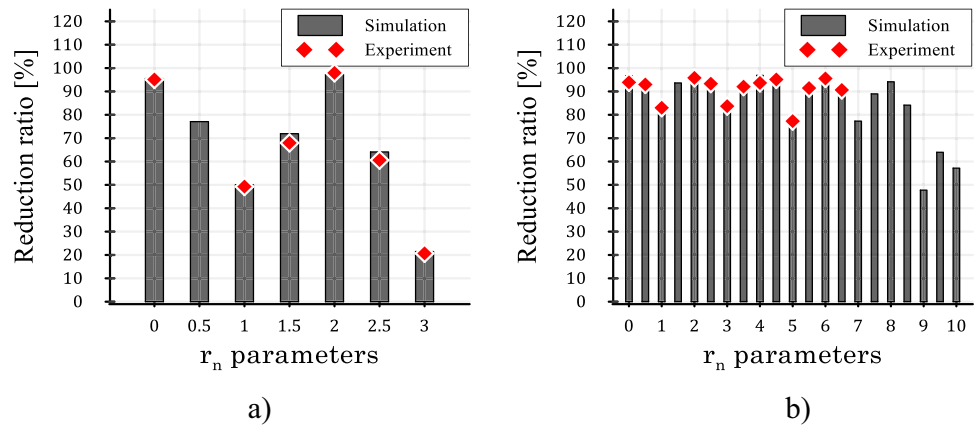 Reduction ratio [%]
120
110
100
90
80
70
60
50
40
30
20
10
0
Simulation
Experiment
0 0.5 1 1.5 2 2.5 3
r_n parameters
a)
Reduction ratio [%]
120
110
100
90
80
70
60
50
40
30
20
10
0
Simulation
Experiment
0 1 2 3 4 5 6 7 8 9 10
r_n parameters
b)